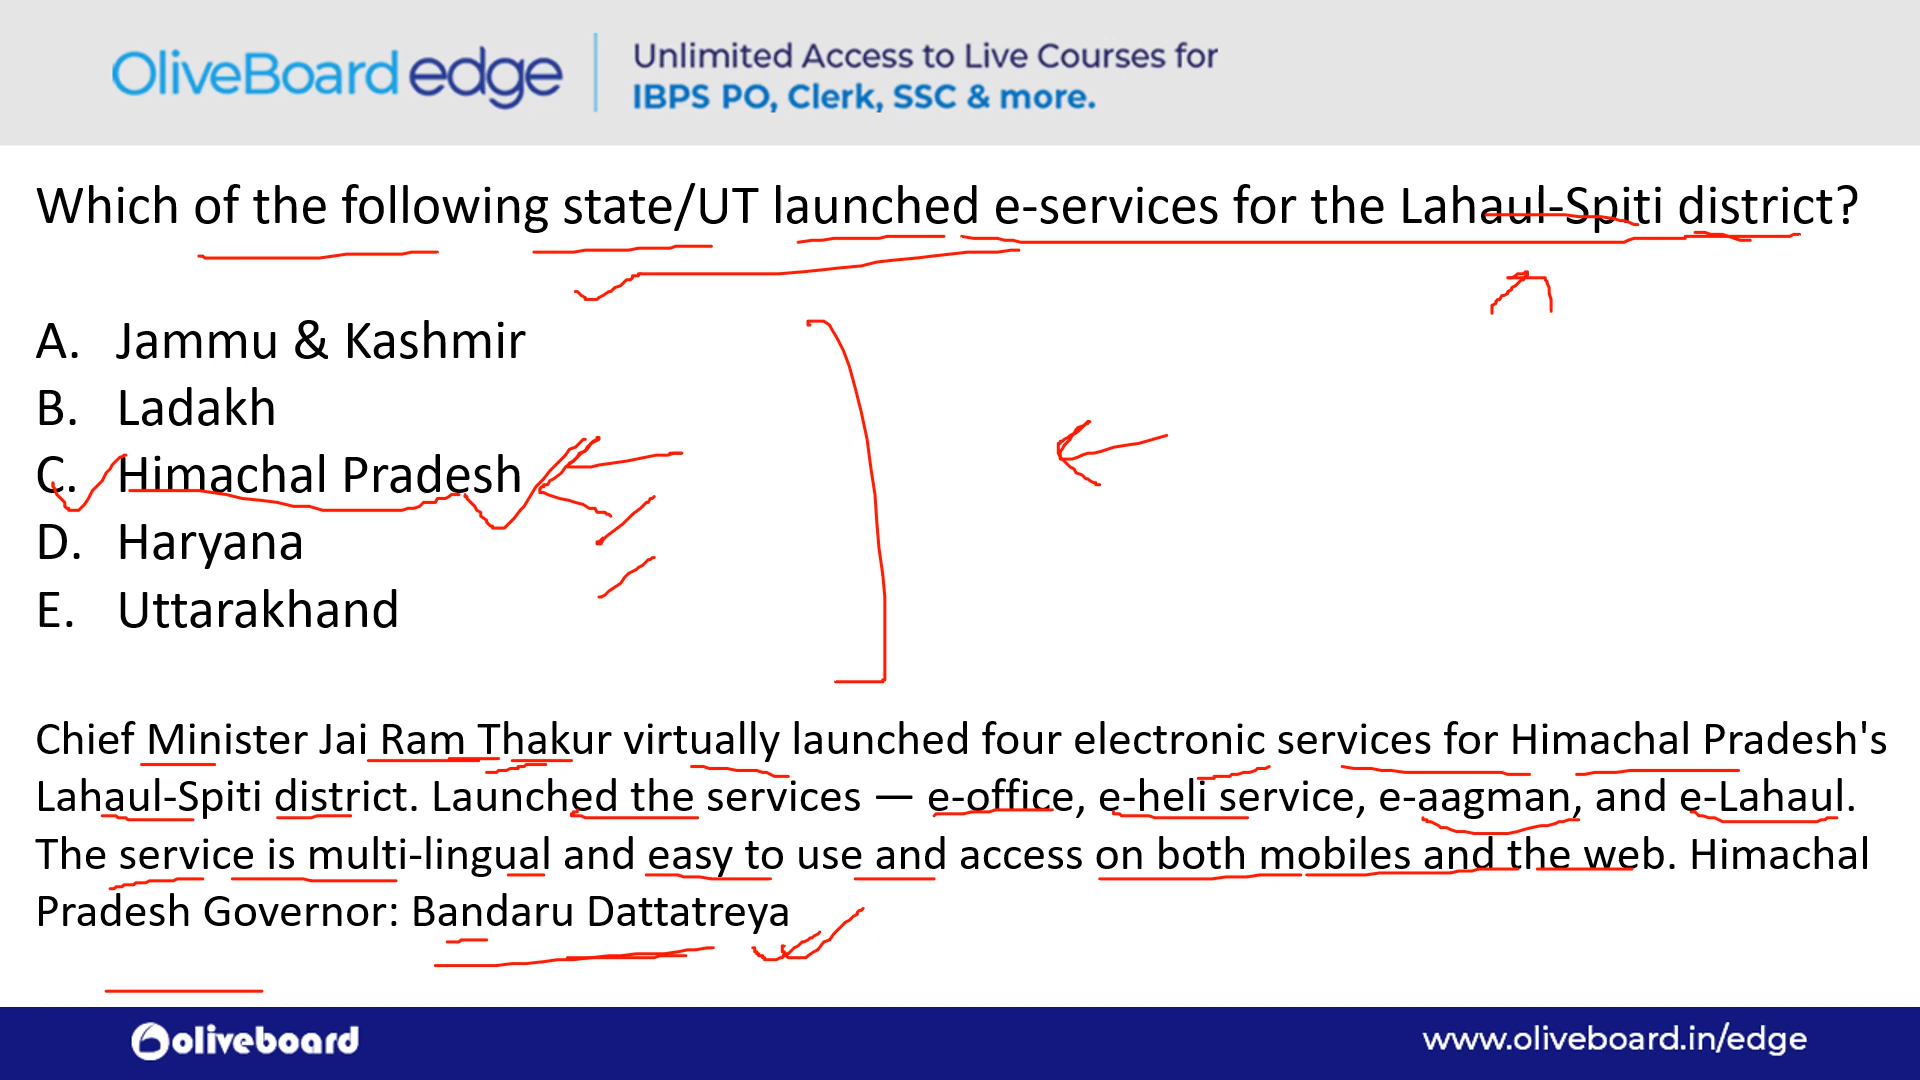 OliveBoard edge
Unlimited Access to Live Courses for
IBPS PO, Clerk, SSC & more.
Which of the following state/UT launched e-services for the Lahaul-Spiti district?
A. Jammu & Kashmir
B. Ladakh
C. Himachal Pradesh
D. Haryana
E. Uttarakhand
Chief Minister Jai Ram Thakur virtually launched four electronic services for Himachal Pradesh's
Lahaul-Spiti district. Launched the services — e-office, e-heli service, e-aagman, and e-Lahaul.
The service is multi-lingual and easy to use and access on both mobiles and the web. Himachal
Pradesh Governor: Bandaru Dattatreya
oliveboard
www.oliveboard.in/edge